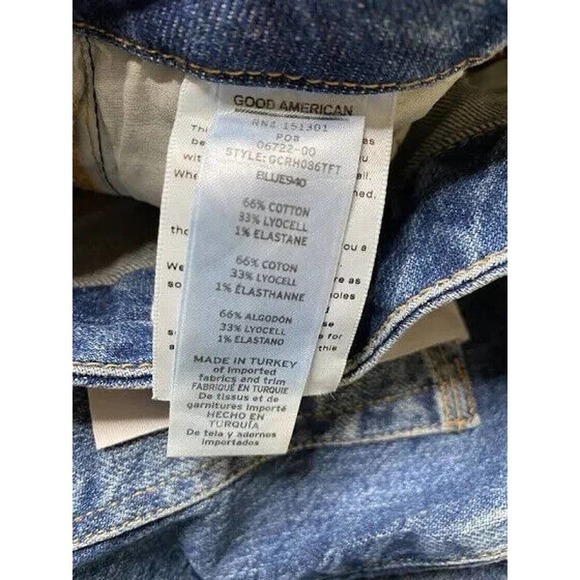 GOOD AMERICAN
RN# 151301
PO#
06722-00
STYLE: GCRH086TFT
BLUE940
66% COTTON
33% LYOCELL
1% ELASTANE
66% COTON
33% LYOCELL
1% ÉLASTHANNE
66% ALGODÓN
33% LYOCELL
1% ELASTANO
MADE IN TURKEY
of imported
fabrics and trim
FABRIQUÉ EN TURQUIE
De tissus et de
garnitures importé
HECHO EN
TURQUÍA
De tela y adornos
importados